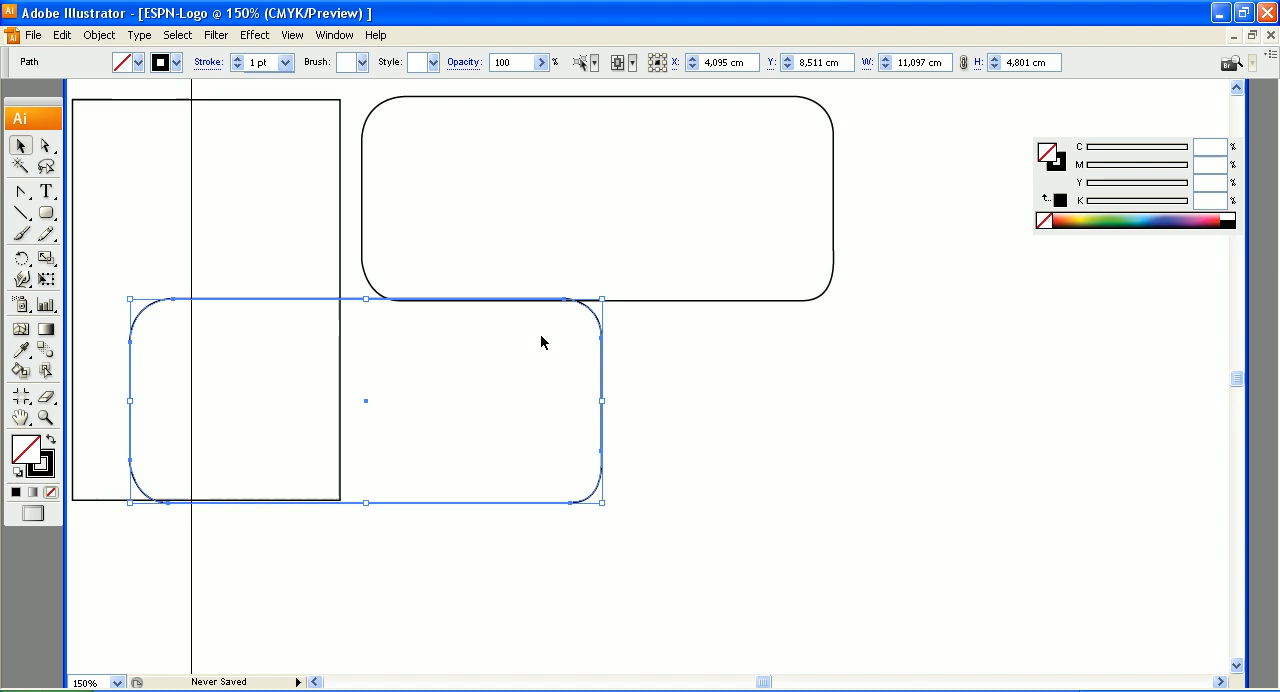 Ai Adobe Illustrator - [ESPN-Logo @ 150% (CMYK/Preview) ]
File Edit Object Type Select Filter Effect View Window Help
Path Stroke: 1 pt Brush: Style: Opacity: 100 % X: 4,095 cm Y: 8,511 cm W: 11,097 cm H: 4,801 cm Br
Ai
T
C %
M %
Y %
K %
150% Never Saved